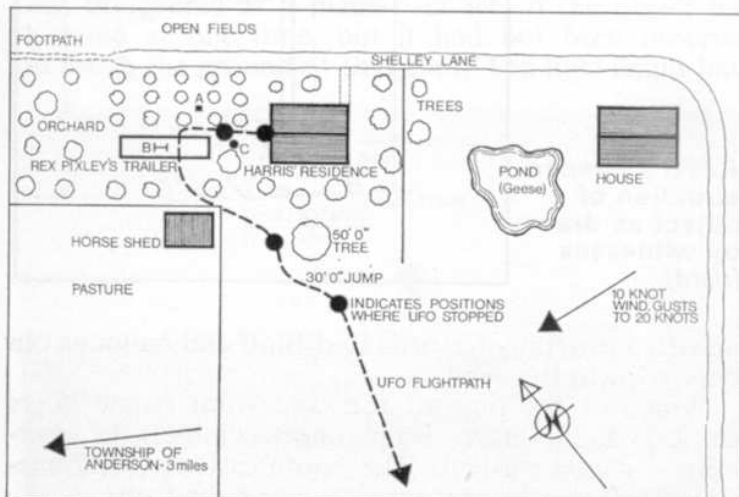 OPEN FIELDS
FOOTPATH
SHELLEY LANE
A
TREES
ORCHARD
B
C
REX PIXLEY'S TRAILER
HARRIS' RESIDENCE
POND
(Geese)
HOUSE
50' 0"
TREE
HORSE SHED
30' 0" JUMP
PASTURE
INDICATES POSITIONS
WHERE UFO STOPPED
10 KNOT
WIND. GUSTS
TO 20 KNOTS
UFO FLIGHTPATH
N
TOWNSHIP OF
ANDERSON - 3 miles